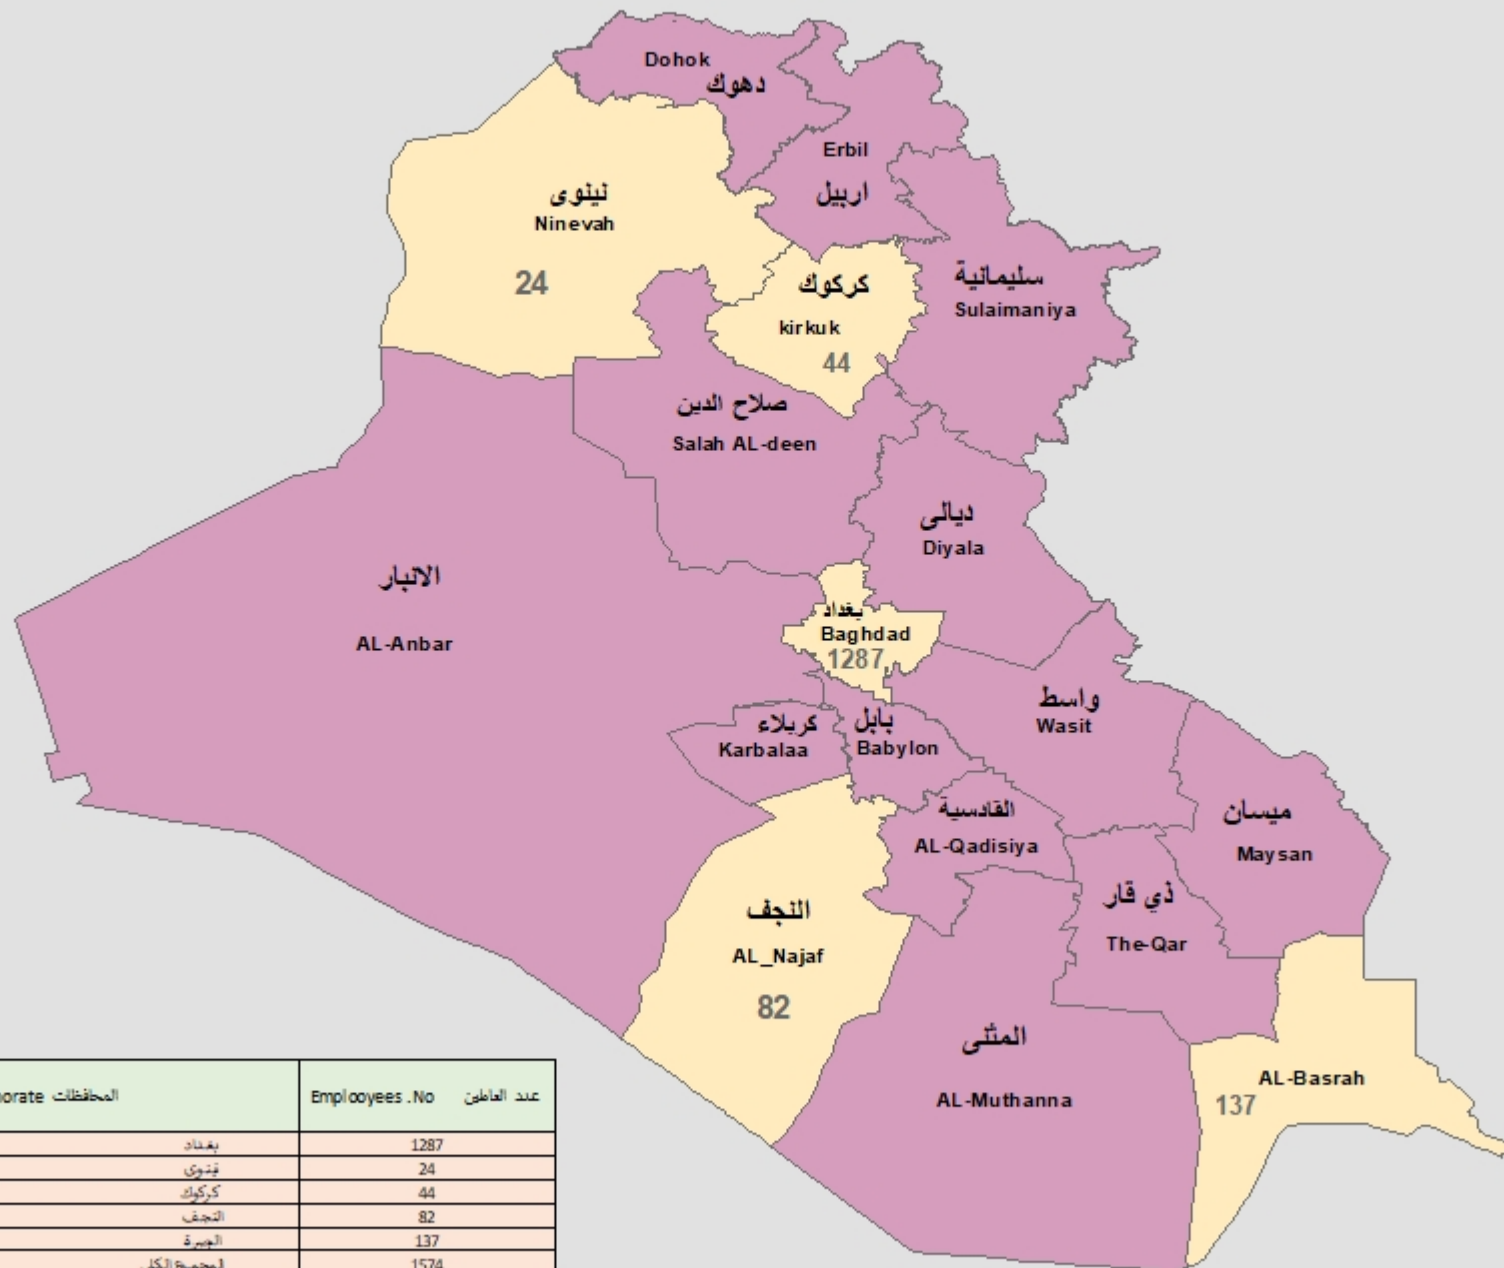 Dohok
دهوك
Erbil
اربيل
نينوى
Ninevah
24
كركوك
kirkuk
44
سليمانية
Sulaimaniya
صلاح الدين
Salah AL-deen
ديالى
Diyala
الانبار
AL-Anbar
بغداد
Baghdad
1287
واسط
Wasit
كربلاء
Karbalaa
بابل
Babylon
القادسية
AL-Qadisiya
ميسان
Maysan
ذي قار
The-Qar
النجف
AL_Najaf
82
المثنى
AL-Muthanna
AL-Basrah
137
المحافظات
عدد العاملين Emplooyees .No
بغداد 1287
نينوى 24
كركوك 44
النجف 82
البصرة 137
المجموع الكلي 1574